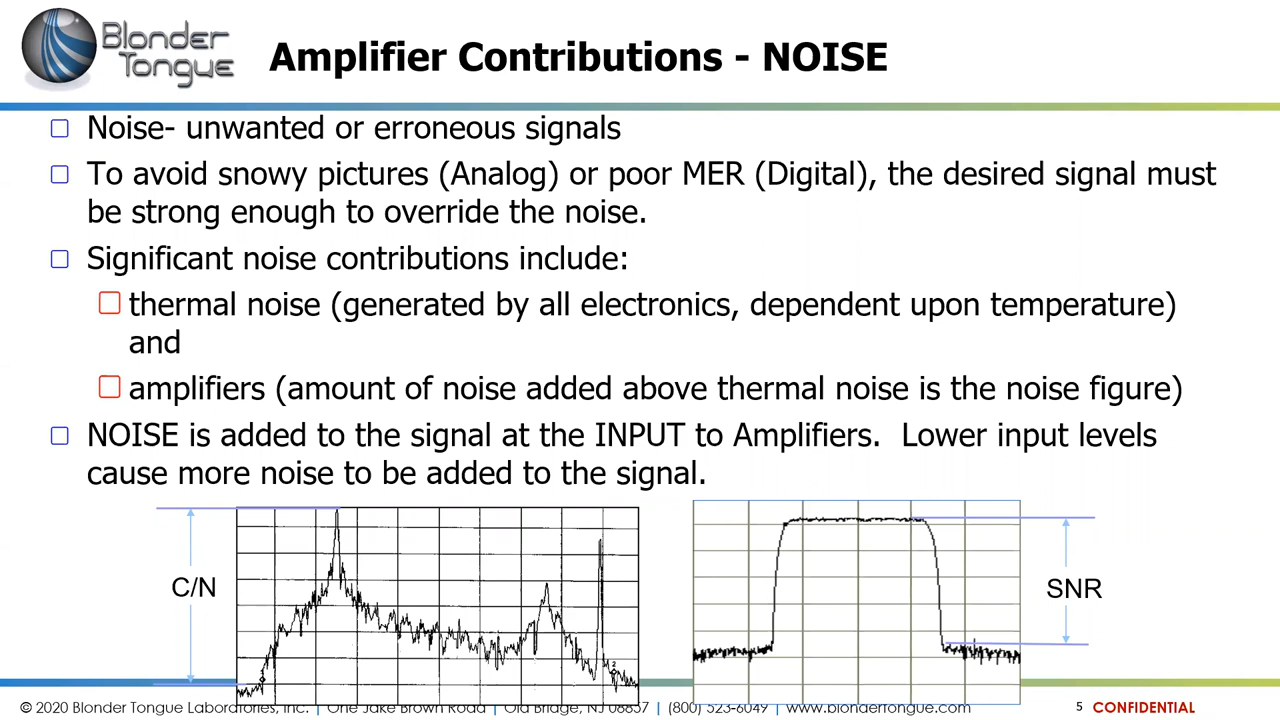 Blonder
Tongue
Amplifier Contributions - NOISE
Noise- unwanted or erroneous signals
To avoid snowy pictures (Analog) or poor MER (Digital), the desired signal must
be strong enough to override the noise.
Significant noise contributions include:
thermal noise (generated by all electronics, dependent upon temperature)
and
amplifiers (amount of noise added above thermal noise is the noise figure)
NOISE is added to the signal at the INPUT to Amplifiers.  Lower input levels
cause more noise to be added to the signal.
C/N
1
2
SNR
© 2020 Blonder Tongue Laboratories, Inc. | One Jake Brown Road | Old Bridge, NJ 08857 | (800) 523-6049 | www.blondertongue.com 5 CONFIDENTIAL